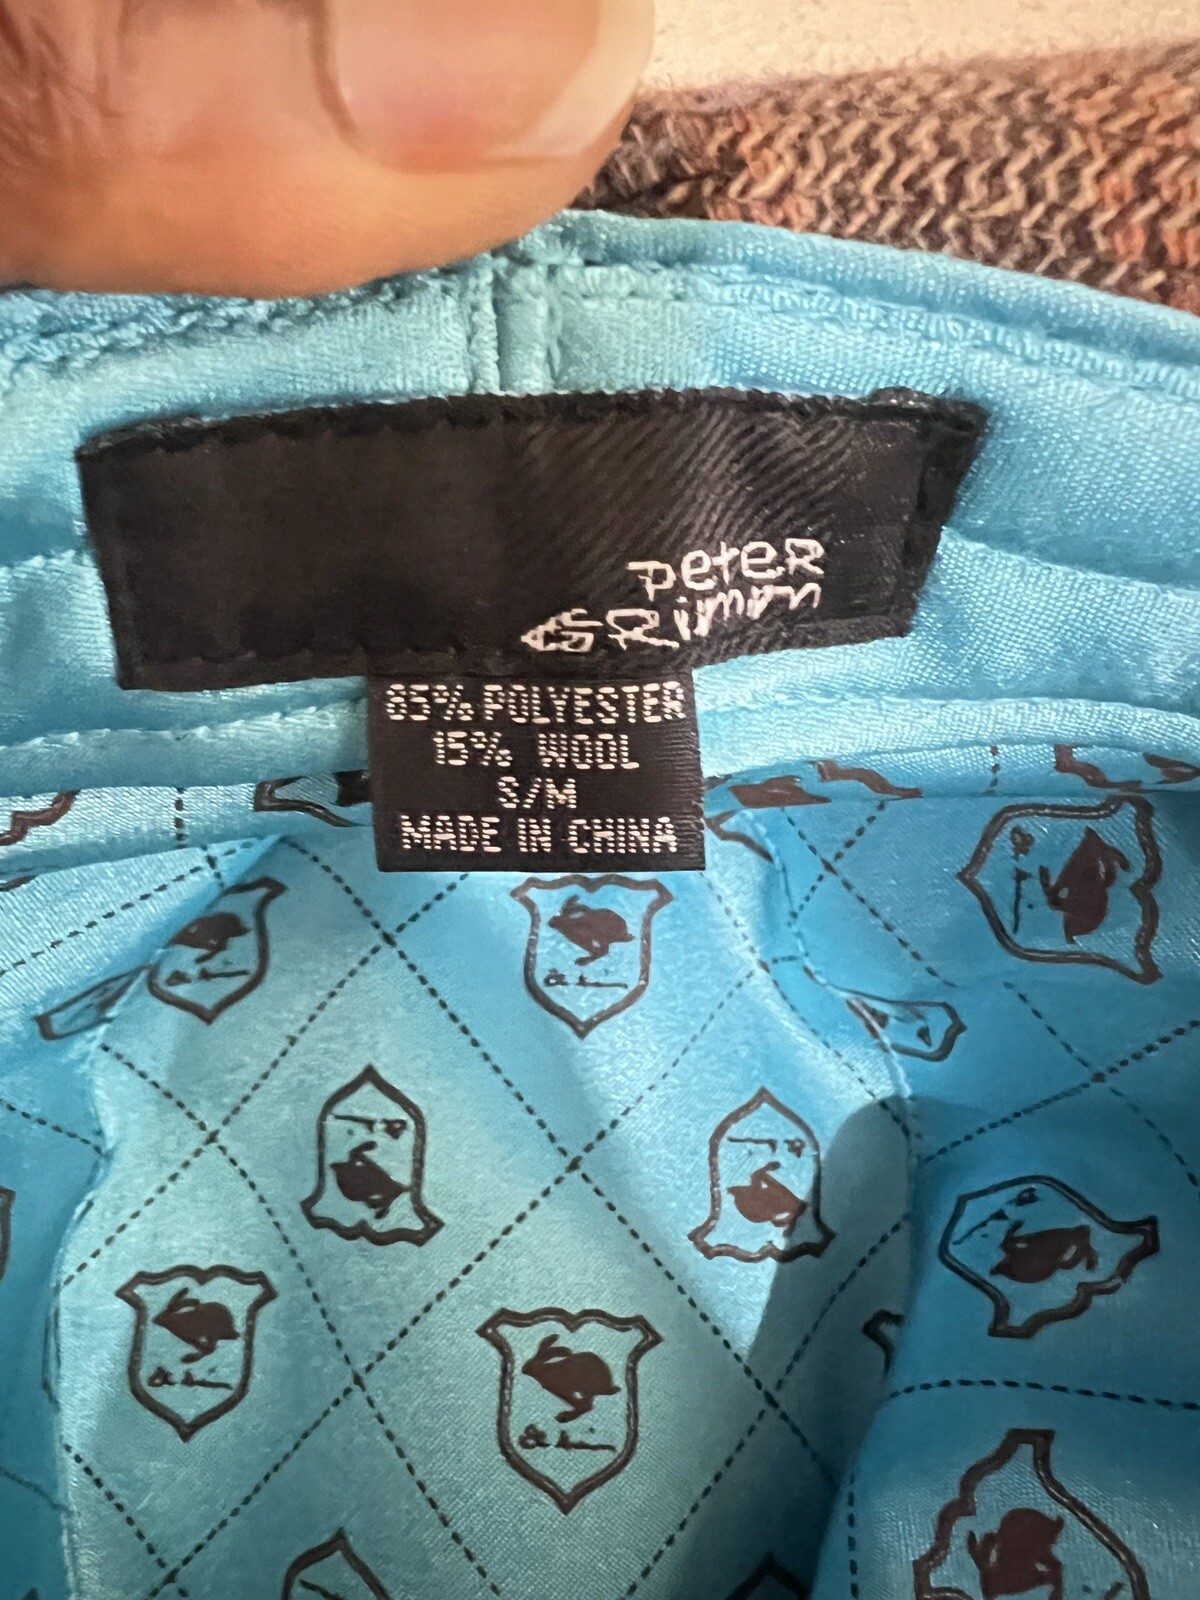 PeteR
GRimm
85% POLYESTER
15% WOOL
S/M
MADE IN CHINA